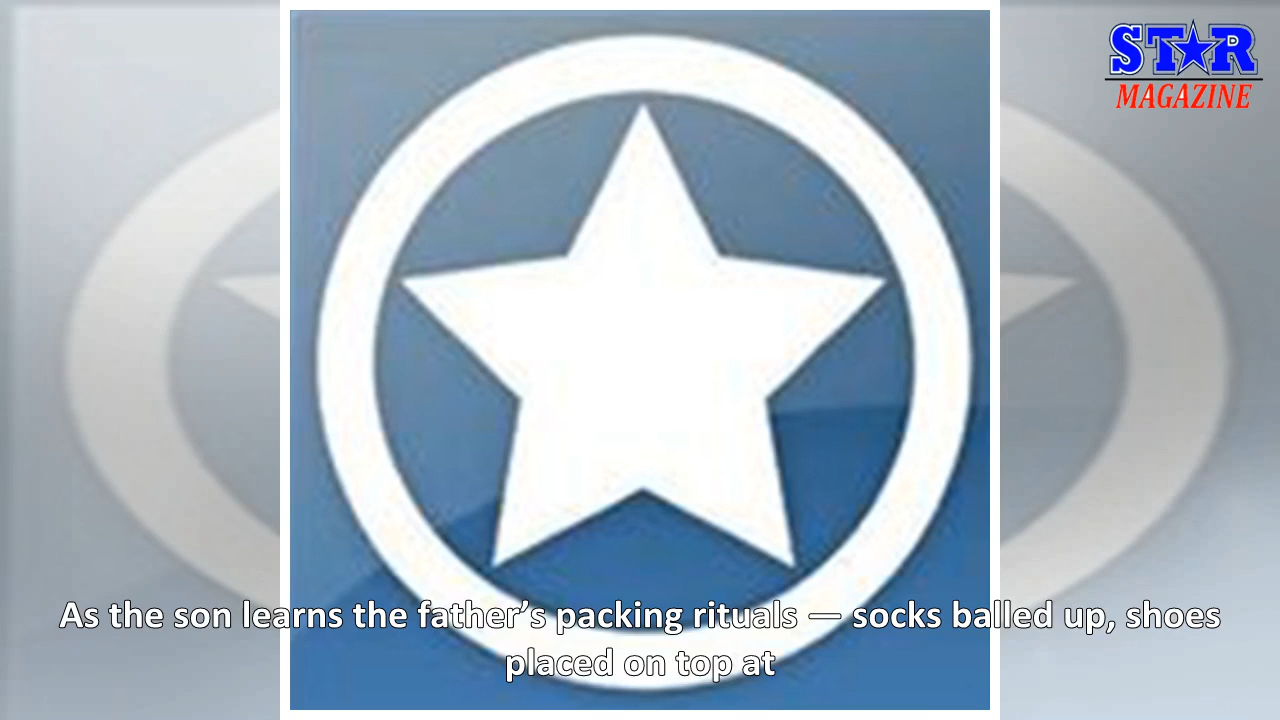 STAR
MAGAZINE
As the son learns the father’s packing rituals — socks balled up, shoes
placed on top at